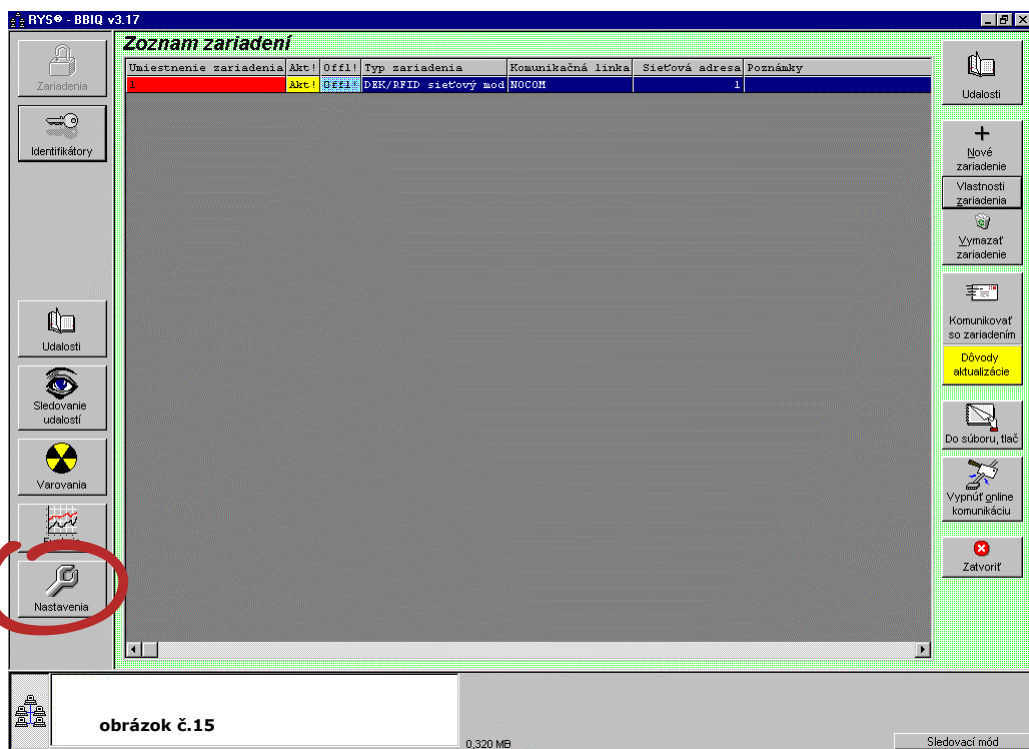 RYS® - BBIQ v3.17
Zoznam zariadení
Zariadenia
Identifikátory
Udalosti
Sledovanie
udalostí
Varovania
Nastavenia
Umiestnenie zariadenia Akt! Offl! Typ zariadenia Komunikačná linka Sieťová adresa Poznámky
1 Akt! Offl! DEK/RFID sieťový mod NOCOM 1
Udalosti
Nové
zariadenie
Vlastnosti
zariadenia
Vymazať
zariadenie
Komunikovať
so zariadením
Dôvody
aktualizácie
Do súboru, tlač
Vypnúť online
komunikáciu
Zatvoriť
obrázok č.15
0,320 MB
Sledovací mód